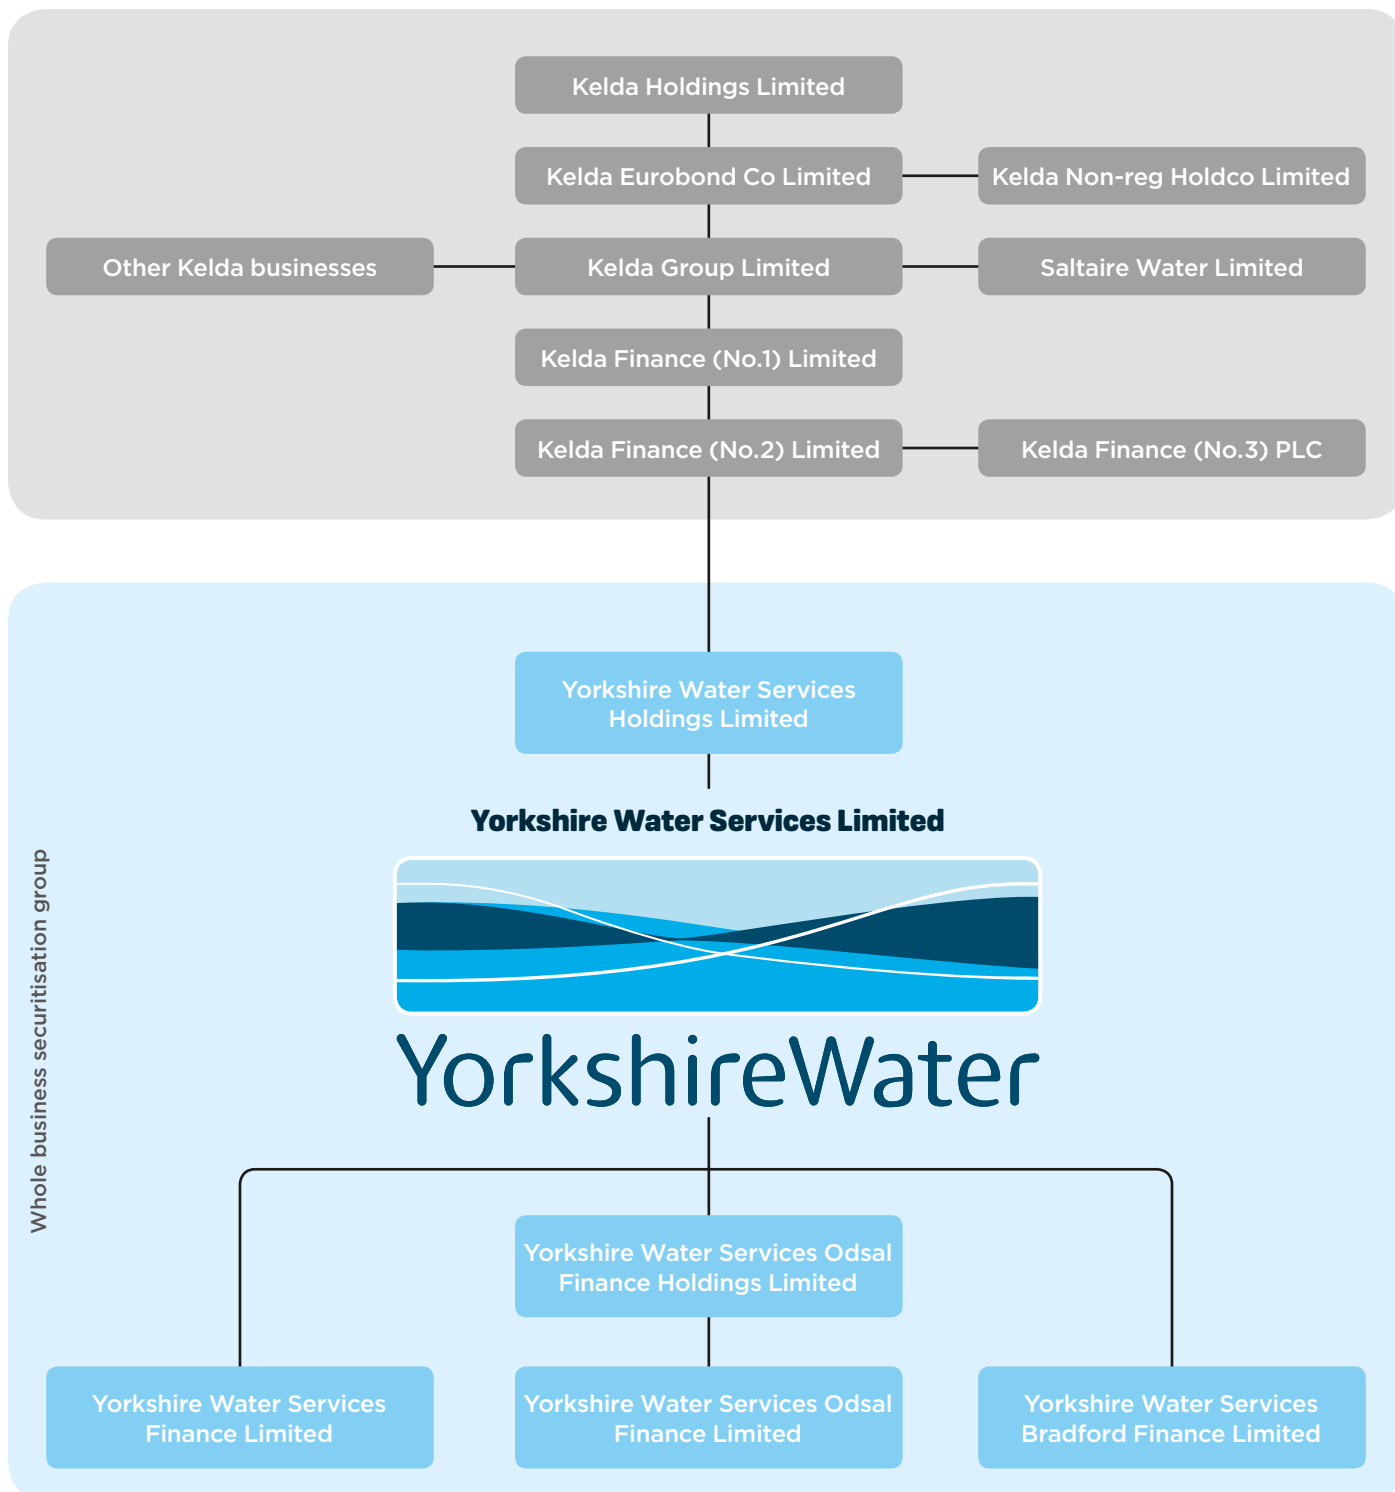 Kelda Holdings Limited
Kelda Eurobond Co Limited
Kelda Non-reg Holdco Limited
Other Kelda businesses
Kelda Group Limited
Saltaire Water Limited
Kelda Finance (No.1) Limited
Kelda Finance (No.2) Limited
Kelda Finance (No.3) PLC
Whole business securitisation group
Yorkshire Water Services
Holdings Limited
Yorkshire Water Services Limited
YorkshireWater
Yorkshire Water Services Odsal
Finance Holdings Limited
Yorkshire Water Services
Finance Limited
Yorkshire Water Services Odsal
Finance Limited
Yorkshire Water Services
Bradford Finance Limited